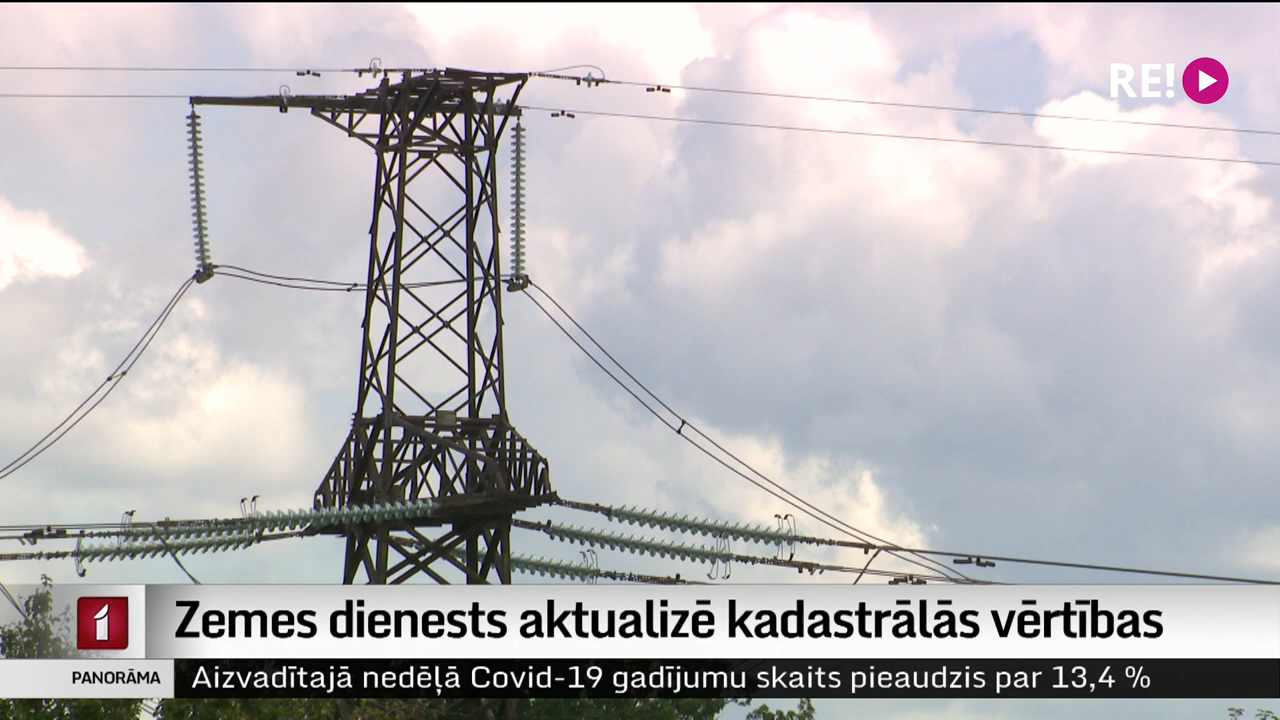 RE!
1
Zemes dienests aktualizē kadastrālās vērtības
PANORĀMA
Aizvadītajā nedēļā Covid-19 gadījumu skaits pieaudzis par 13,4 %